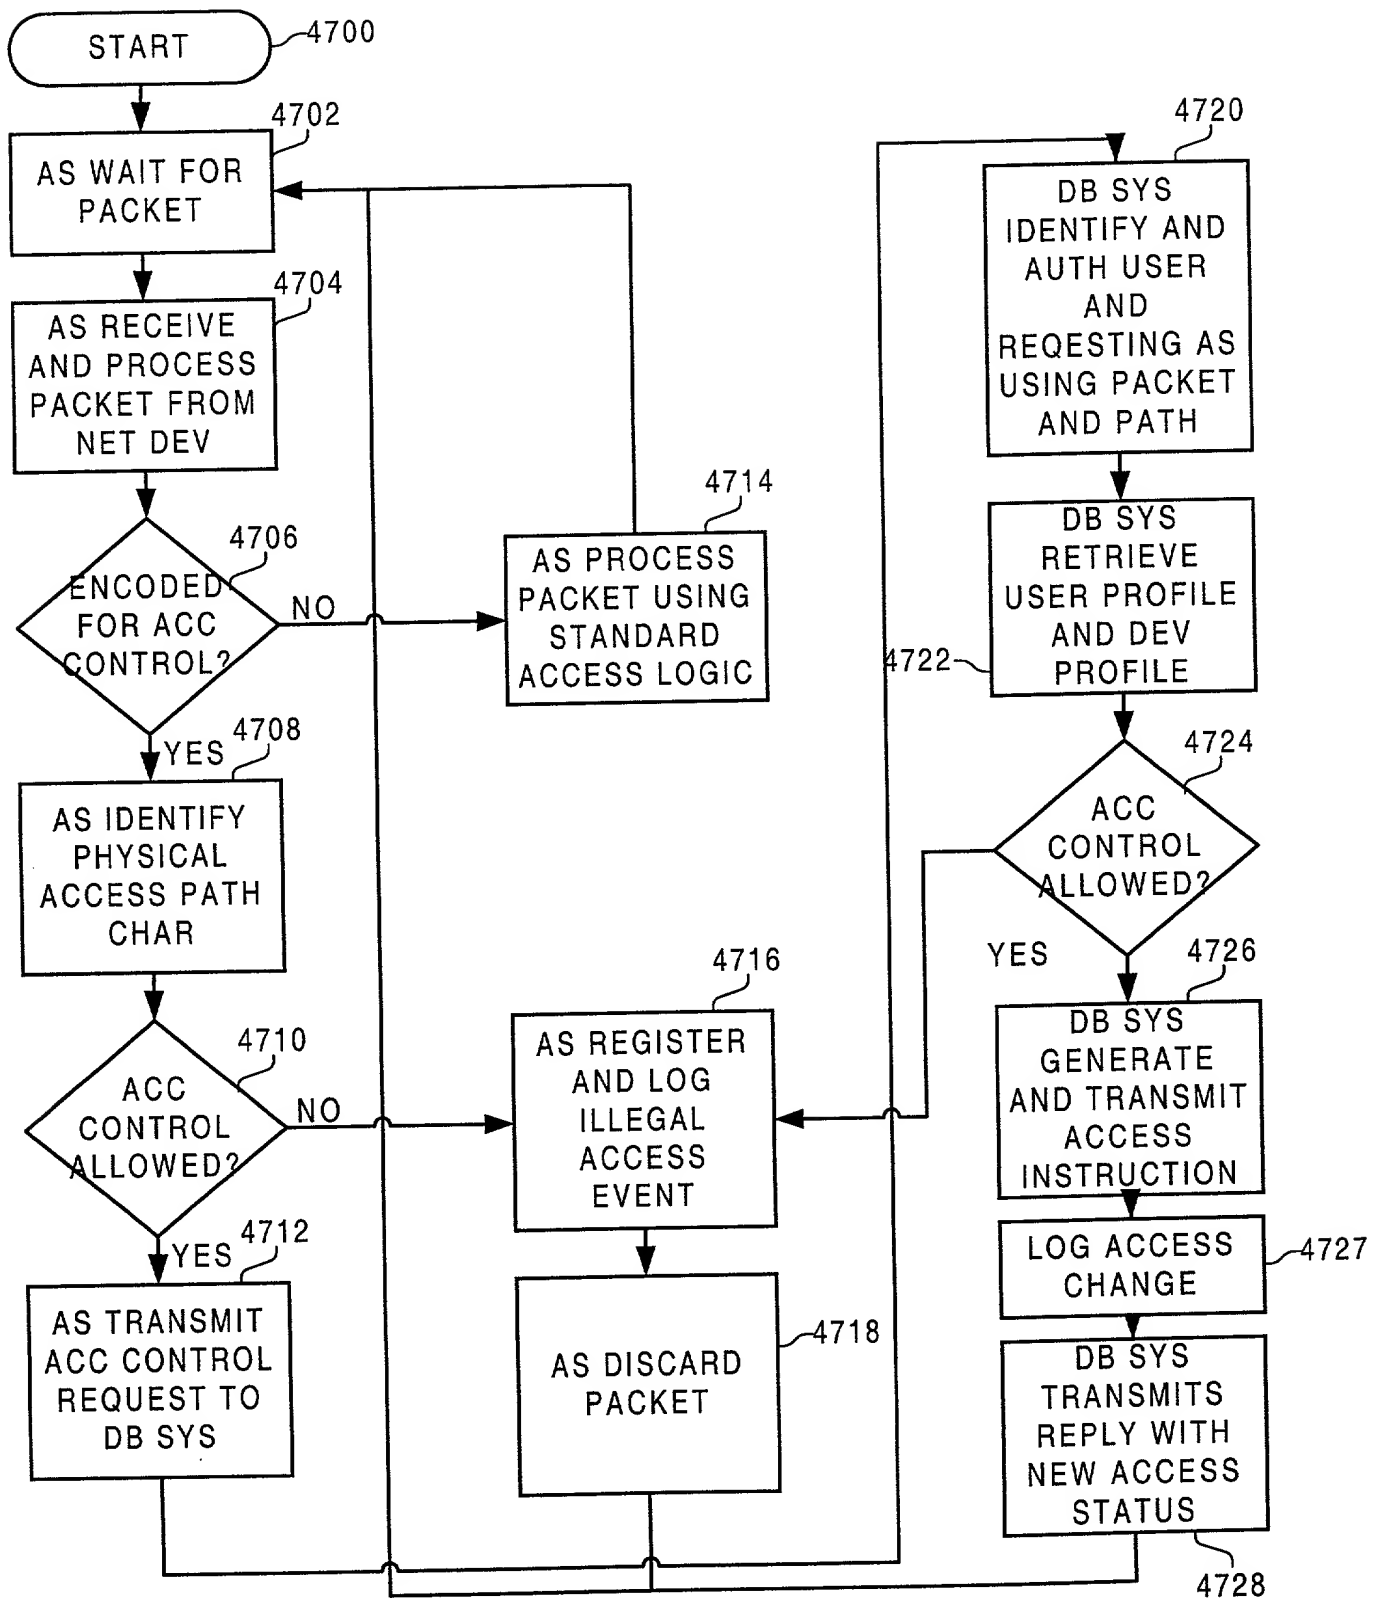 START
4700
4702
AS WAIT FOR
PACKET
4704
AS RECEIVE
AND PROCESS
PACKET FROM
NET DEV
4706
ENCODED
FOR ACC
CONTROL?
NO
YES
4714
AS PROCESS
PACKET USING
STANDARD
ACCESS LOGIC
4708
AS IDENTIFY
PHYSICAL
ACCESS PATH
CHAR
4710
ACC
CONTROL
ALLOWED?
NO
YES
4716
AS REGISTER
AND LOG
ILLEGAL
ACCESS
EVENT
4712
AS TRANSMIT
ACC CONTROL
REQUEST TO
DB SYS
4718
AS DISCARD
PACKET
4720
DB SYS
IDENTIFY AND
AUTH USER
AND
REQESTING AS
USING PACKET
AND PATH
4722
DB SYS
RETRIEVE
USER PROFILE
AND DEV
PROFILE
4724
ACC
CONTROL
ALLOWED?
YES
4726
DB SYS
GENERATE
AND TRANSMIT
ACCESS
INSTRUCTION
LOG ACCESS
CHANGE
4727
DB SYS
TRANSMITS
REPLY WITH
NEW ACCESS
STATUS
4728